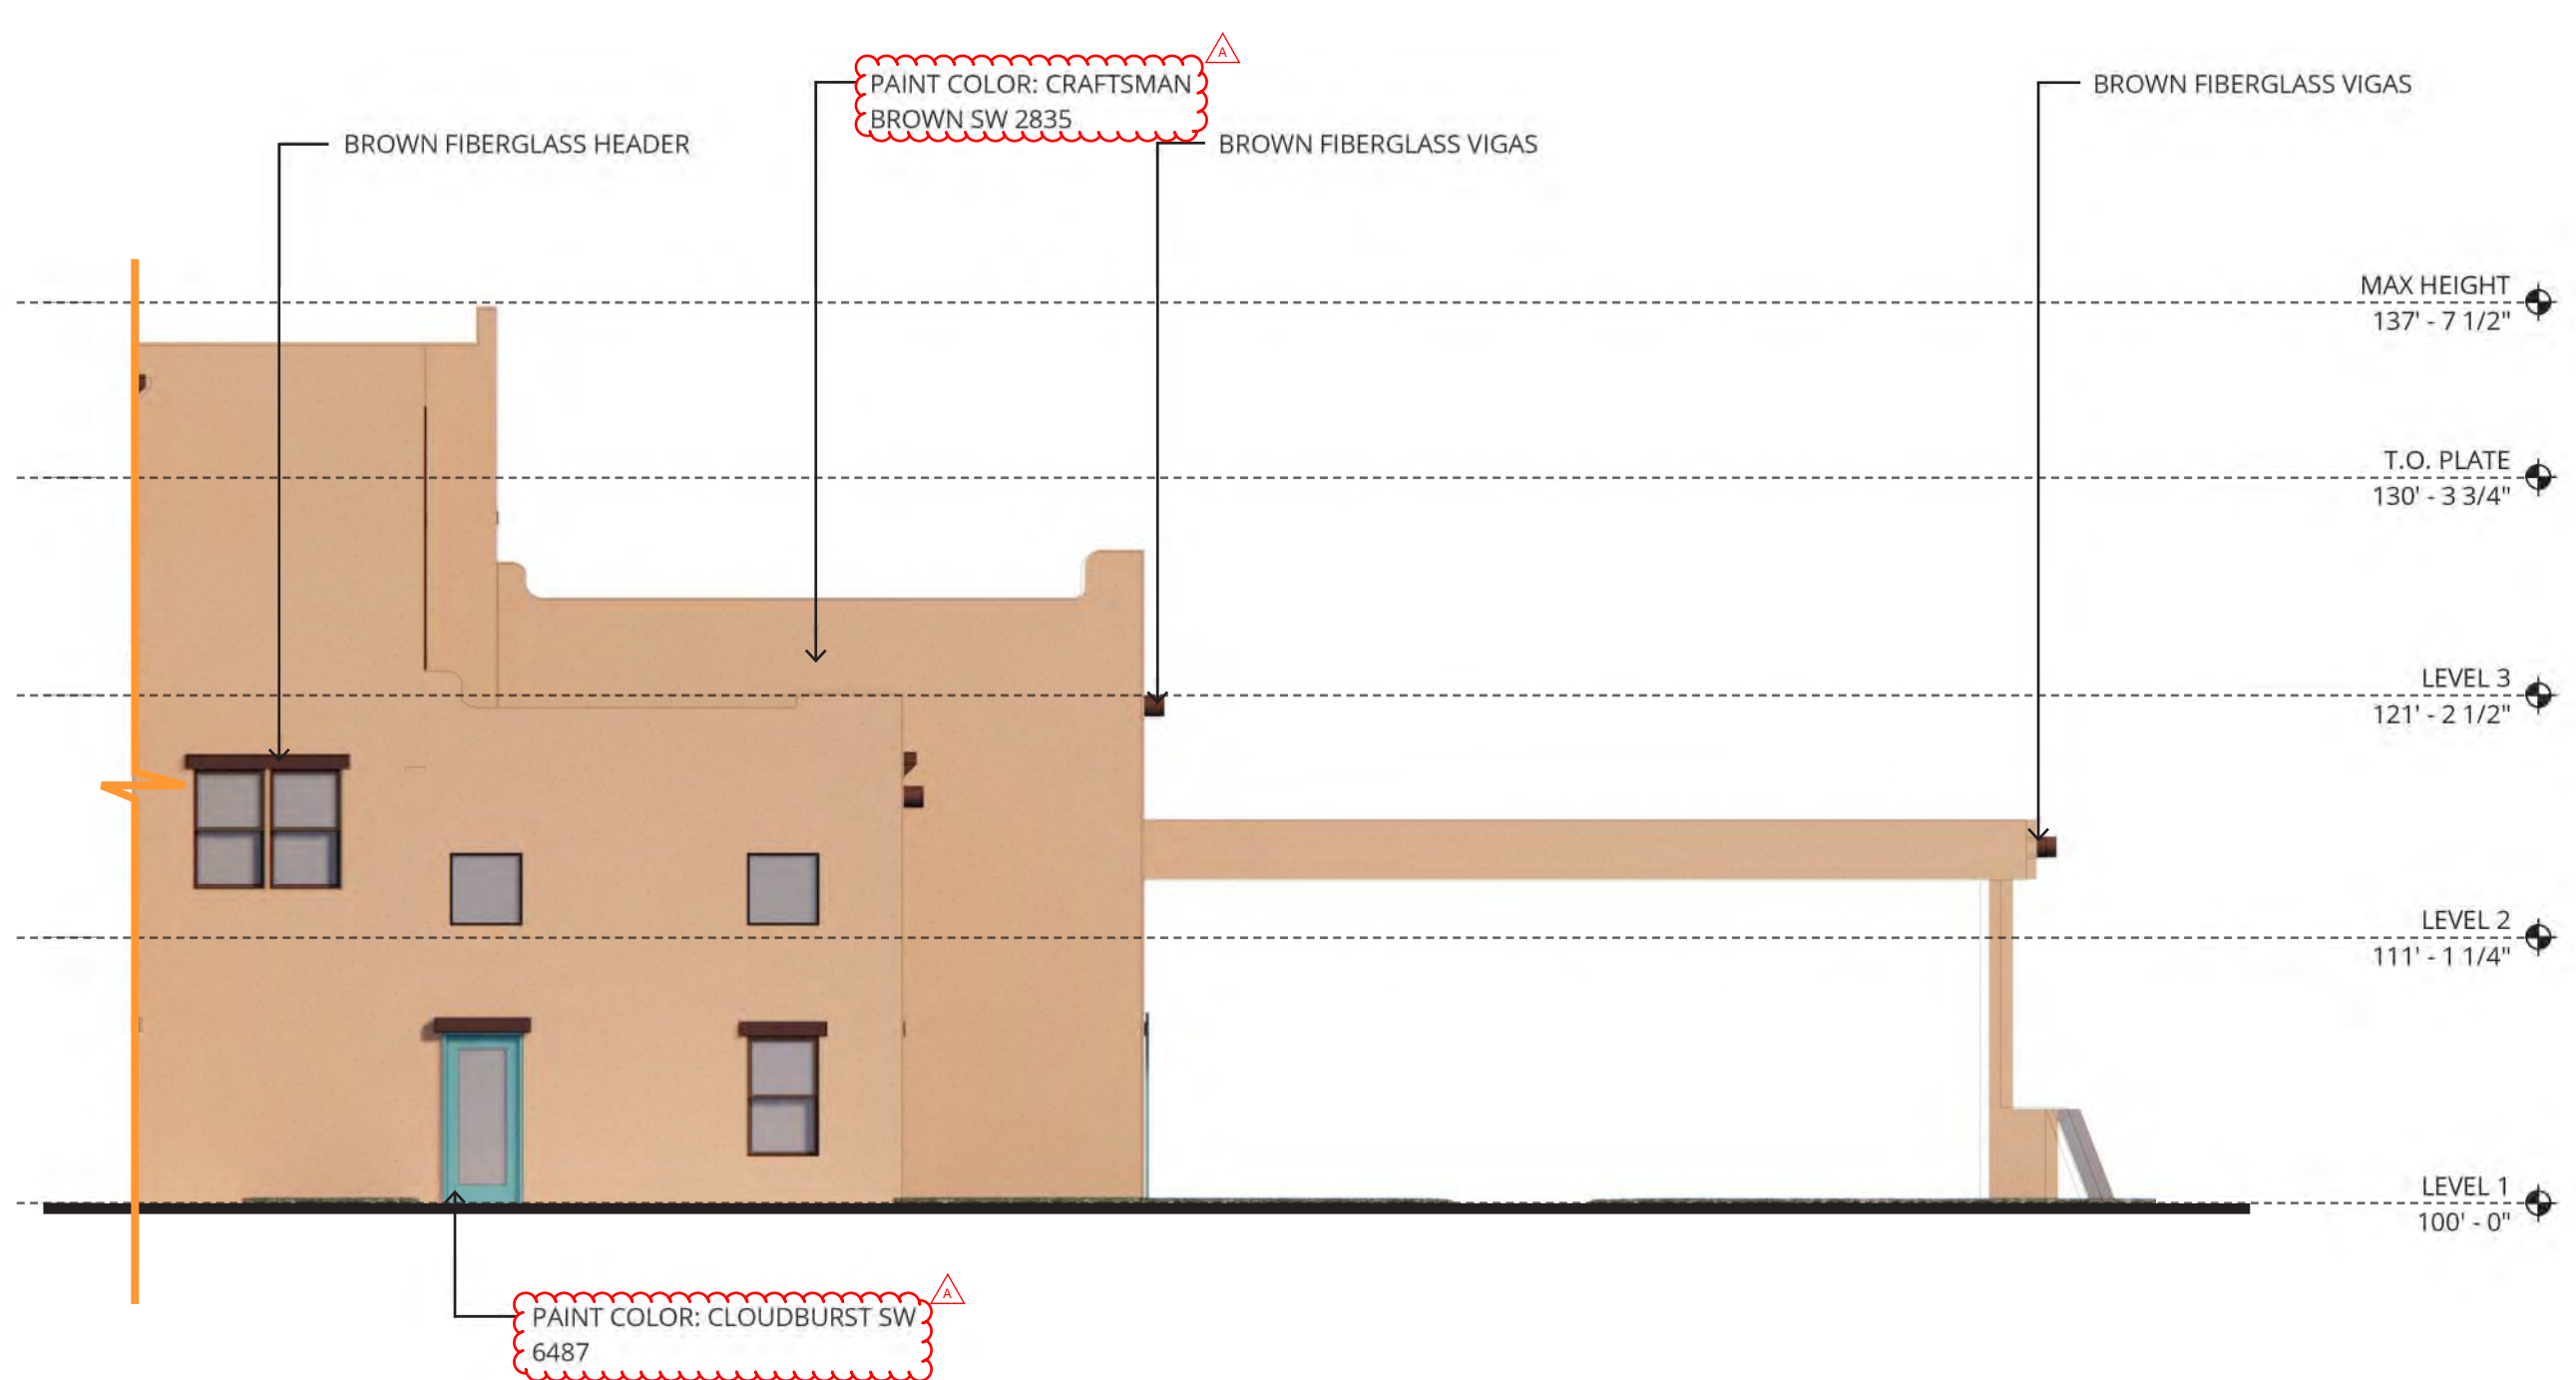 A
PAINT COLOR: CRAFTSMAN
BROWN SW 2835
BROWN FIBERGLASS VIGAS
BROWN FIBERGLASS HEADER
BROWN FIBERGLASS VIGAS
MAX HEIGHT
137' - 7 1/2"
T.O. PLATE
130' - 3 3/4"
LEVEL 3
121' - 2 1/2"
LEVEL 2
111' - 1 1/4"
LEVEL 1
100' - 0"
A
PAINT COLOR: CLOUDBURST SW
6487